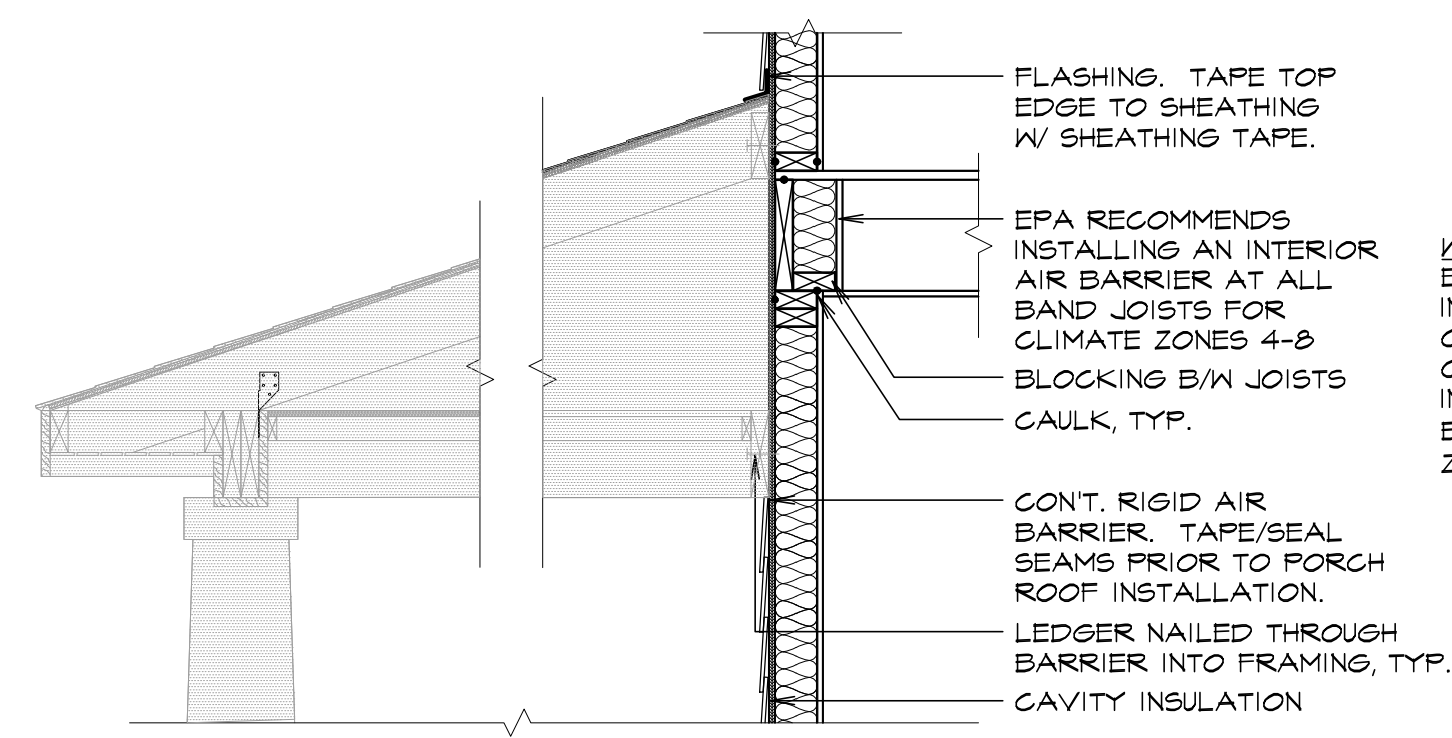 FLASHING. TAPE TOP
EDGE TO SHEATHING
W/ SHEATHING TAPE.
EPA RECOMMENDS
INSTALLING AN INTERIOR
AIR BARRIER AT ALL
BAND JOISTS FOR
CLIMATE ZONES 4-8
BLOCKING B/W JOISTS
CAULK, TYP.
CON'T. RIGID AIR
BARRIER. TAPE/SEAL
SEAMS PRIOR TO PORCH
ROOF INSTALLATION.
LEDGER NAILED THROUGH
BARRIER INTO FRAMING, TYP.
CAVITY INSULATION